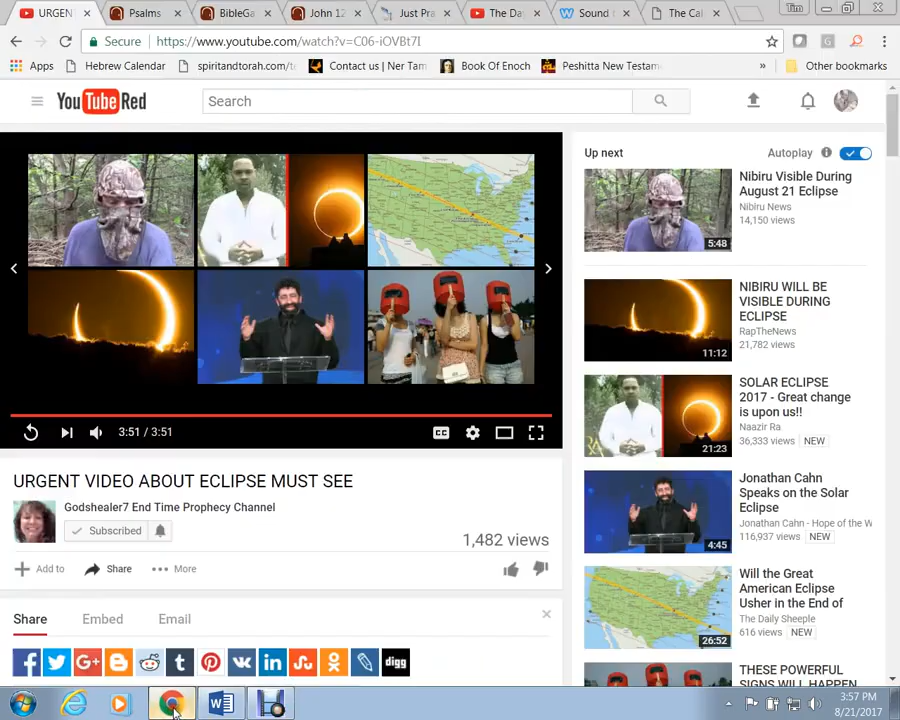 URGENT
Psalms
BibleGa
John 12
Just Pra
The Da
Sound
The Cal
Tim
Secure
https://www.youtube.com/watch?v=C06-iOVBt7I
Apps
Hebrew Calendar
spiritandtorah.com/te
Contact us | Ner Tam
Book Of Enoch
Peshitta New Testame
»
Other bookmarks
YouTube Red
Search
Up next
Autoplay
Nibiru Visible During
August 21 Eclipse
Nibiru News
14,150 views
5:48
NIBIRU WILL BE
VISIBLE DURING
ECLIPSE
RapTheNews
21,782 views
11:12
SOLAR ECLIPSE
2017 - Great change
is upon us!!
Naazir Ra
36,333 views NEW
21:23
Jonathan Cahn
Speaks on the Solar
Eclipse
Jonathan Cahn - Hope of the W
116,937 views NEW
4:45
Will the Great
American Eclipse
Usher in the End of
The Daily Sheeple
616 views NEW
26:52
THESE POWERFUL
SIGNS WILL HAPPEN
3:51 / 3:51
CC
URGENT VIDEO ABOUT ECLIPSE MUST SEE
Godshealer7 End Time Prophecy Channel
Subscribed
1,482 views
Add to
Share
More
Share
Embed
Email
digg
3:57 PM
8/21/2017